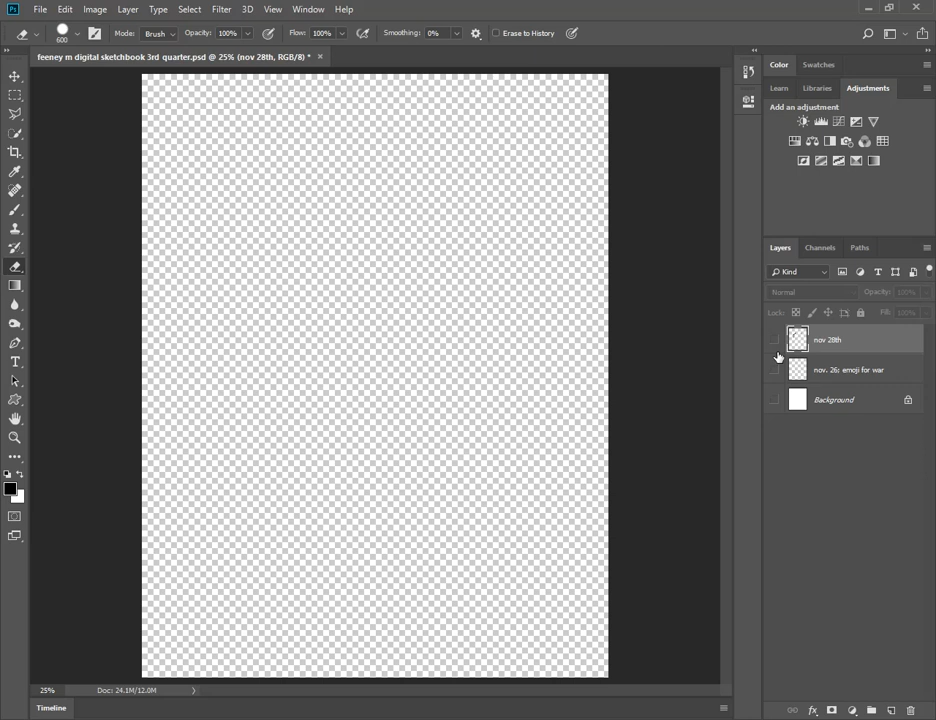 Ps File Edit Image Layer Type Select Filter 3D View Window Help
600 Mode: Brush Opacity: 100% Flow: 100% Smoothing: 0% Erase to History
feeney m digital sketchbook 3rd quarter.psd @ 25% (nov 28th, RGB/8) *
Color Swatches
Learn Libraries Adjustments
Add an adjustment
Layers Channels Paths
Kind
Normal Opacity: 100%
Lock: Fill: 100%
nov 28th
nov. 26: emoji for war
Background
25% Doc: 24.1M/12.0M
Timeline